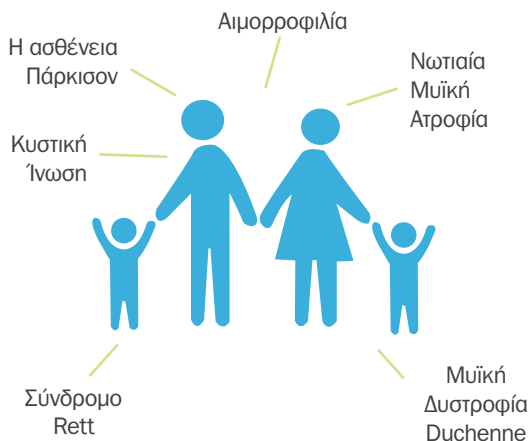 Αιμορροφιλία
Η ασθένεια
Πάρκισον
Νωτιαία
Μυϊκή
Ατροφία
Κυστική
Ίνωση
Σύνδρομο
Rett
Μυϊκή
Δυστροφία
Duchenne